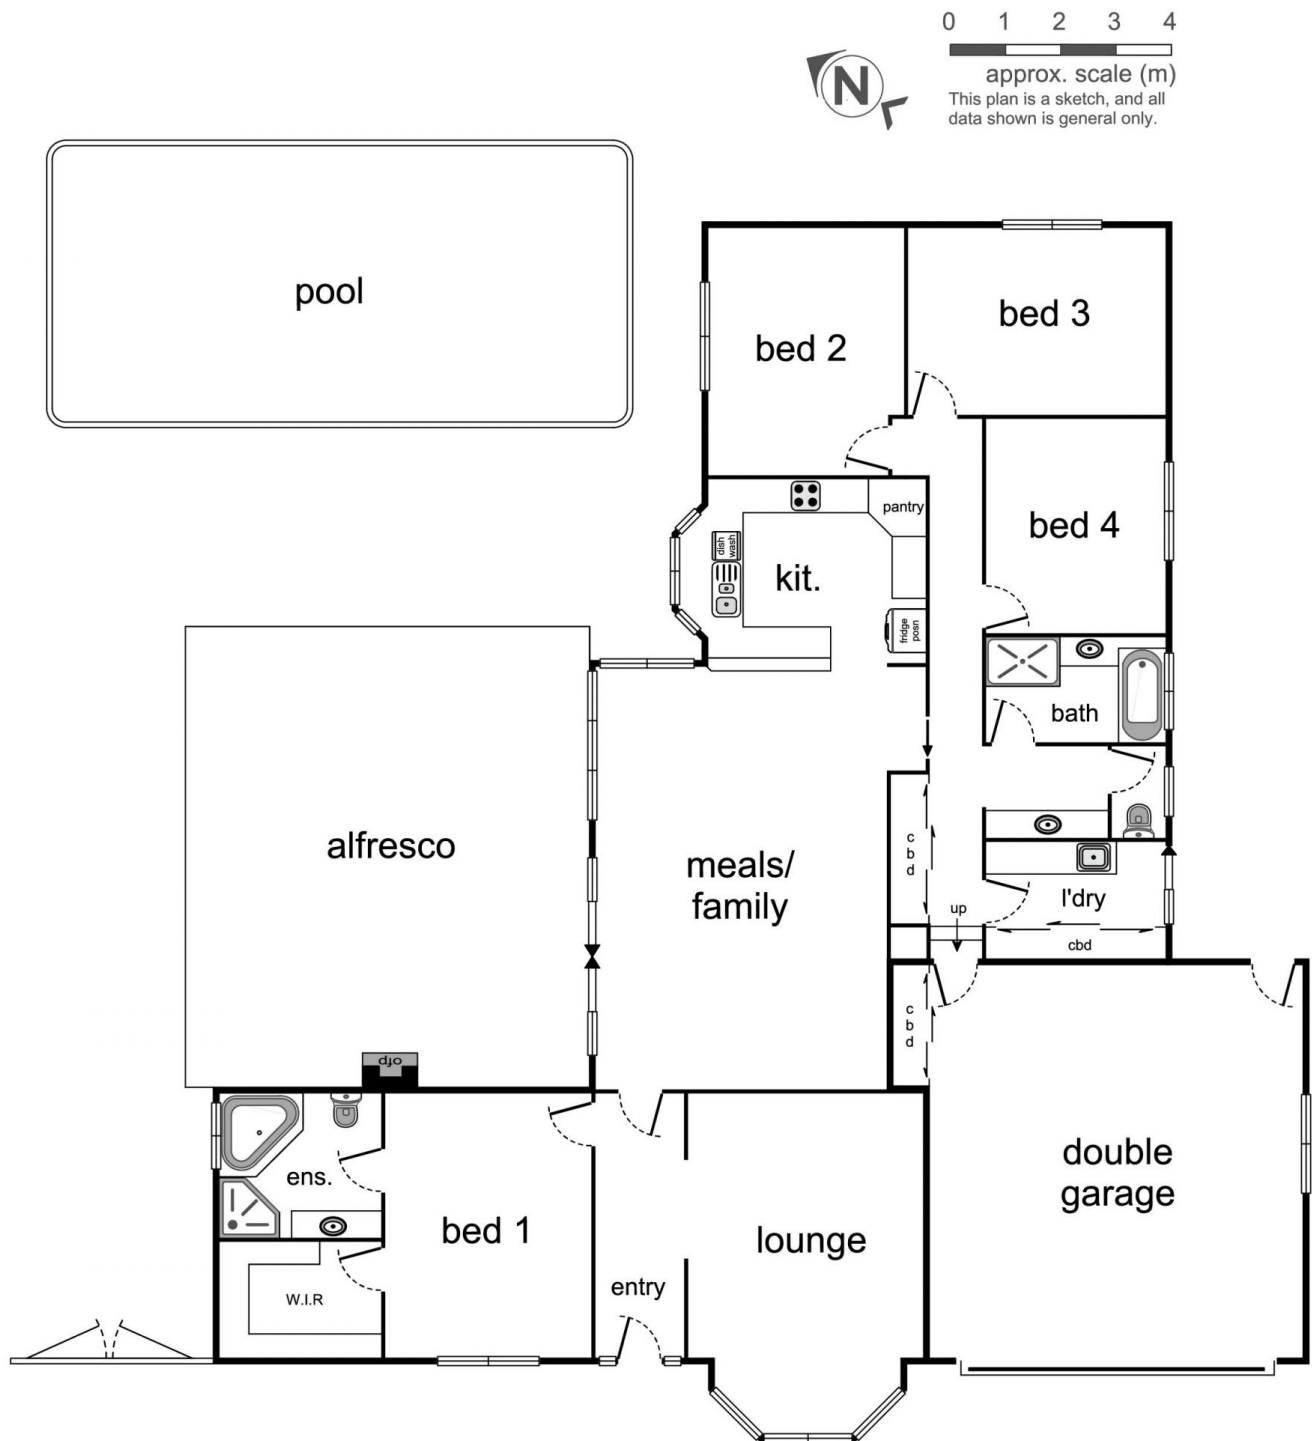 0 1 2 3 4
approx. scale (m)
This plan is a sketch, and all
data shown is general only.
N
pool
bed 2
bed 3
pantry
dish
wash
kit.
bed 4
fridge
posn
bath
alfresco
meals/
family
c
b
d
up
l'dry
cbd
c
b
d
ofp
ens.
bed 1
W.I.R
entry
lounge
double
garage